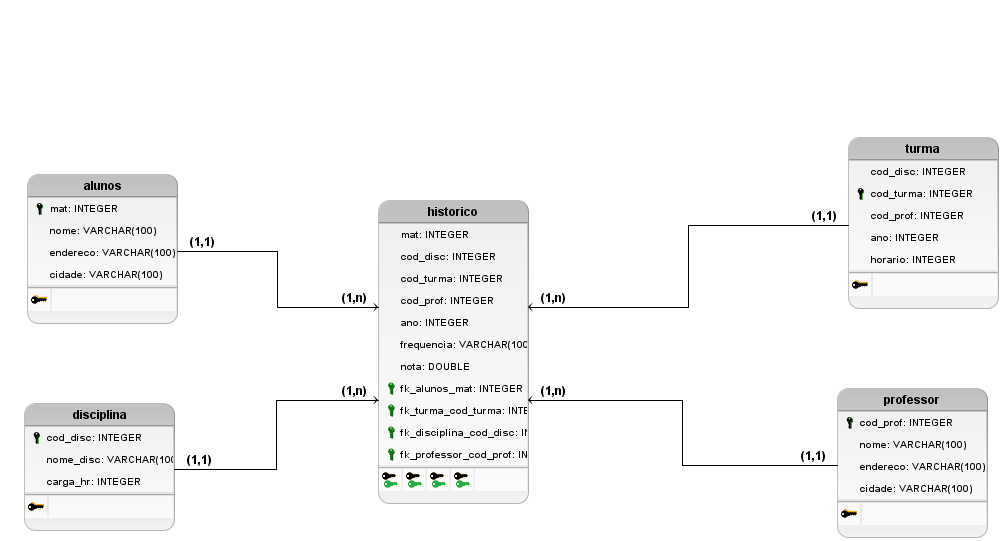 turma
cod_disc: INTEGER
cod_turma: INTEGER
cod_prof: INTEGER
ano: INTEGER
horario: INTEGER
alunos
mat: INTEGER
nome: VARCHAR(100)
endereco: VARCHAR(100)
cidade: VARCHAR(100)
(1,1)
(1,n)
historico
mat: INTEGER
cod_disc: INTEGER
cod_turma: INTEGER
cod_prof: INTEGER
ano: INTEGER
frequencia: VARCHAR(100
nota: DOUBLE
fk_alunos_mat: INTEGER
fk_turma_cod_turma: INTE
fk_disciplina_cod_disc: IN
fk_professor_cod_prof: IN
(1,n)
(1,1)
(1,n)
(1,n)
disciplina
cod_disc: INTEGER
nome_disc: VARCHAR(100
carga_hr: INTEGER
(1,1)
(1,1)
professor
cod_prof: INTEGER
nome: VARCHAR(100)
endereco: VARCHAR(100)
cidade: VARCHAR(100)